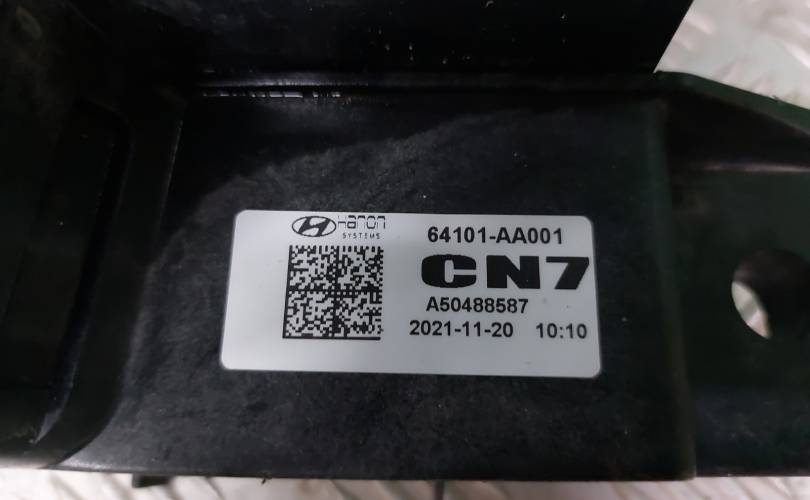 Hanon
SYSTEMS
64101-AA001
CN7
A50488587
2021-11-20 10:10